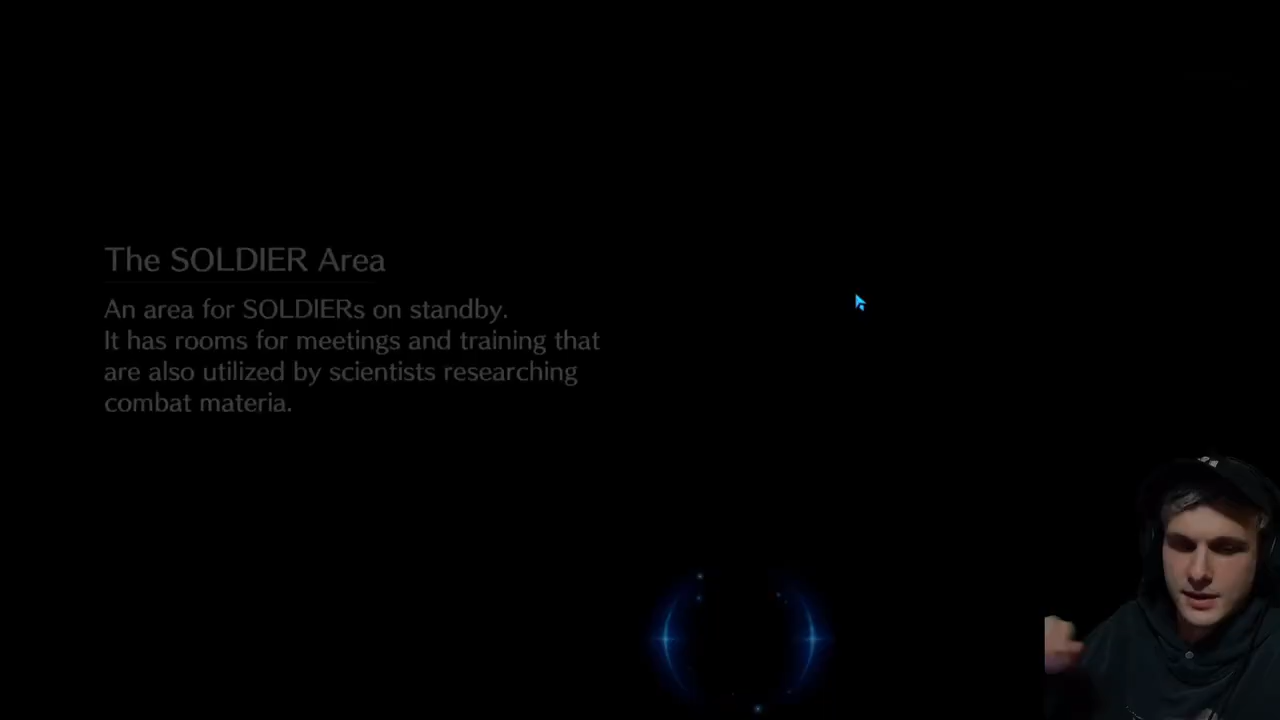 The SOLDIER Area
An area for SOLDIERs on standby.
It has rooms for meetings and training that
are also utilized by scientists researching
combat materia.